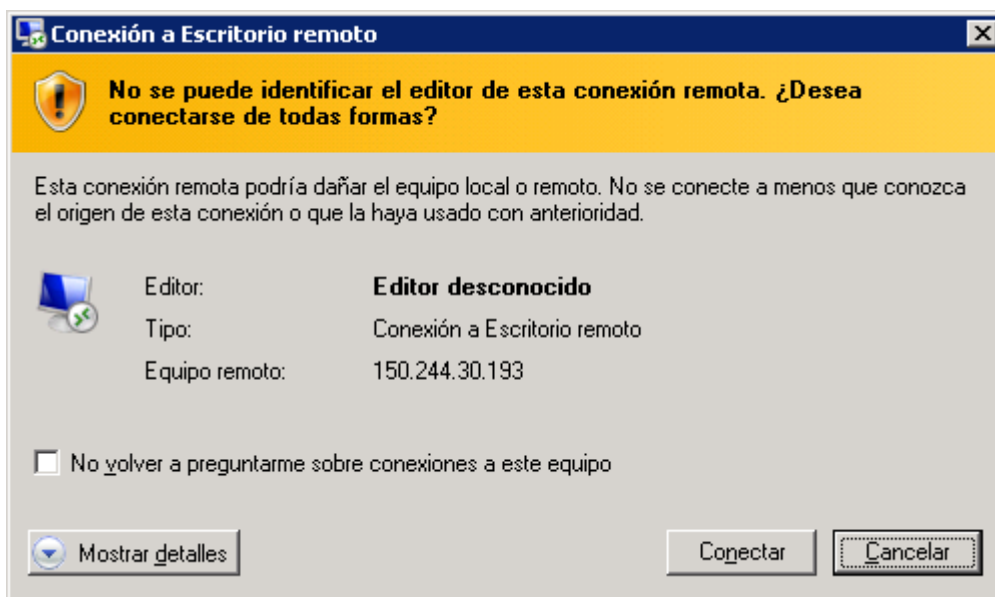 Conexión a Escritorio remoto
No se puede identificar el editor de esta conexión remota. ¿Desea
conectarse de todas formas?
Esta conexión remota podría dañar el equipo local o remoto. No se conecte a menos que conozca
el origen de esta conexión o que la haya usado con anterioridad.
Editor: Editor desconocido
Tipo: Conexión a Escritorio remoto
Equipo remoto: 150.244.30.193
No volver a preguntarme sobre conexiones a este equipo
Mostrar detalles Conectar Cancelar